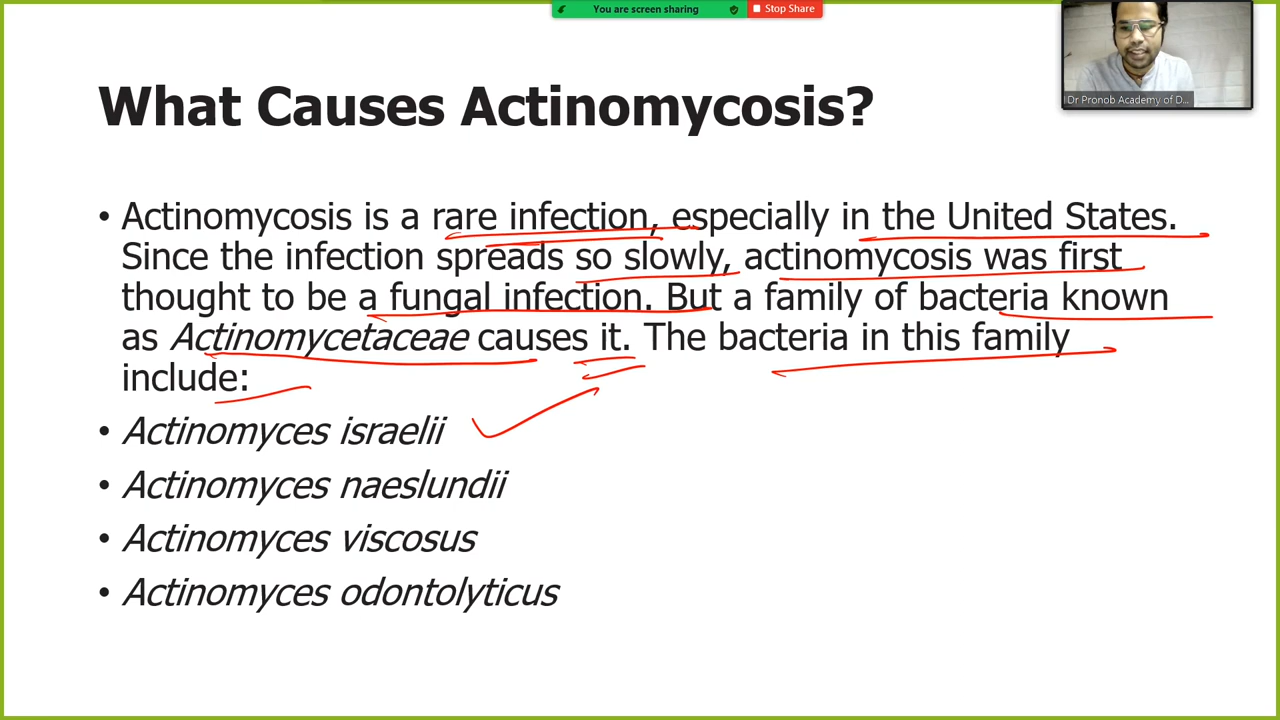 You are screen sharing
Stop Share
Dr Pronob Academy of D...
What Causes Actinomycosis?
• Actinomycosis is a rare infection, especially in the United States.
Since the infection spreads so slowly, actinomycosis was first
thought to be a fungal infection. But a family of bacteria known
as Actinomycetaceae causes it. The bacteria in this family
include:
• Actinomyces israelii
• Actinomyces naeslundii
• Actinomyces viscosus
• Actinomyces odontolyticus